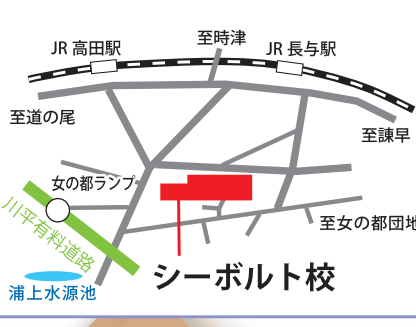 至時津
JR 高田駅
JR 長与駅
至道の尾
至諫早
女の都ランプ
川平有料道路
至女の都団地
シーボルト校
浦上水源池